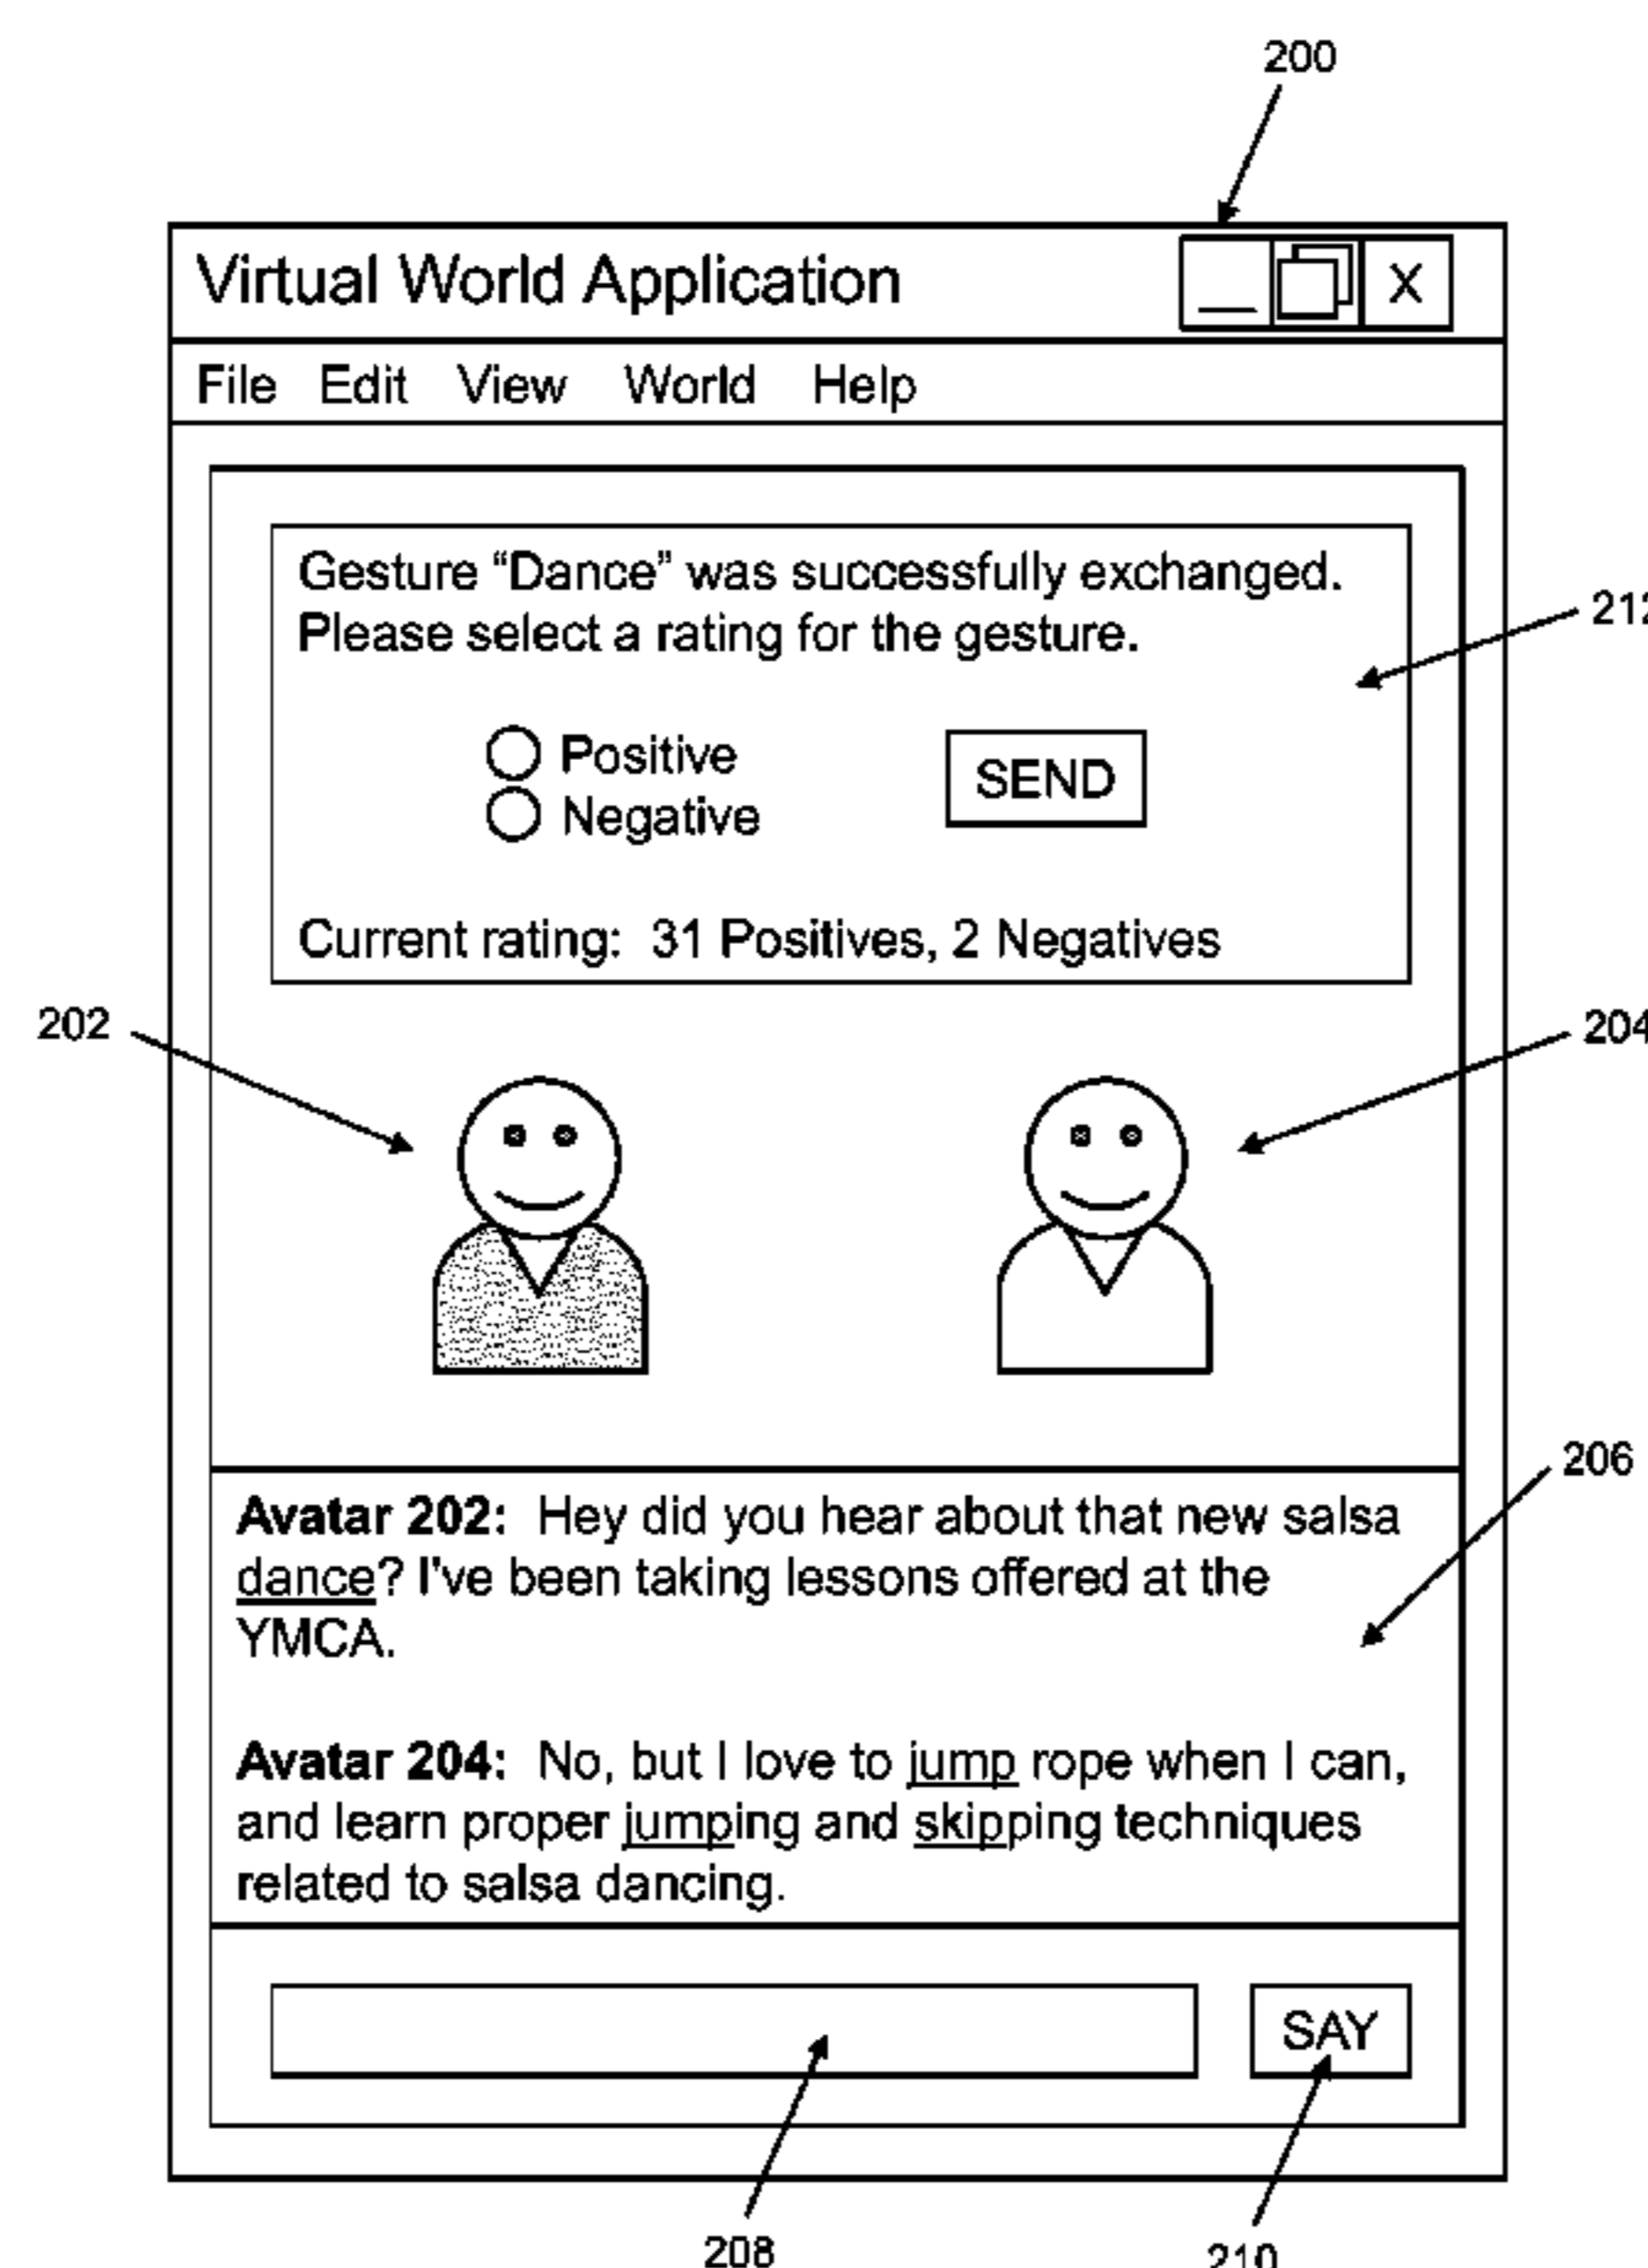 200
Virtual World Application
X
File Edit View World Help
Gesture “Dance” was successfully exchanged.
Please select a rating for the gesture.
212
Positive
SEND
Negative
Current rating: 31 Positives, 2 Negatives
202
204
206
Avatar 202: Hey did you hear about that new salsa
dance? I've been taking lessons offered at the
YMCA.
Avatar 204: No, but I love to jump rope when I can,
and learn proper jumping and skipping techniques
related to salsa dancing.
SAY
208
210